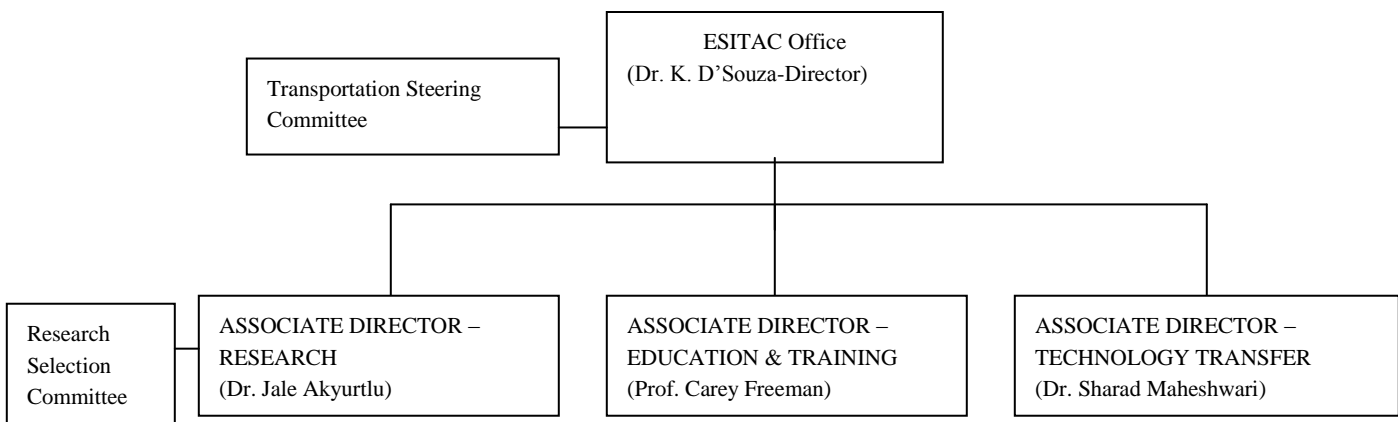 ESITAC Office
(Dr. K. D’Souza-Director)
Transportation Steering
Committee
Research
Selection
Committee
ASSOCIATE DIRECTOR –
RESEARCH
(Dr. Jale Akyurtlu)
ASSOCIATE DIRECTOR –
EDUCATION & TRAINING
(Prof. Carey Freeman)
ASSOCIATE DIRECTOR –
TECHNOLOGY TRANSFER
(Dr. Sharad Maheshwari)